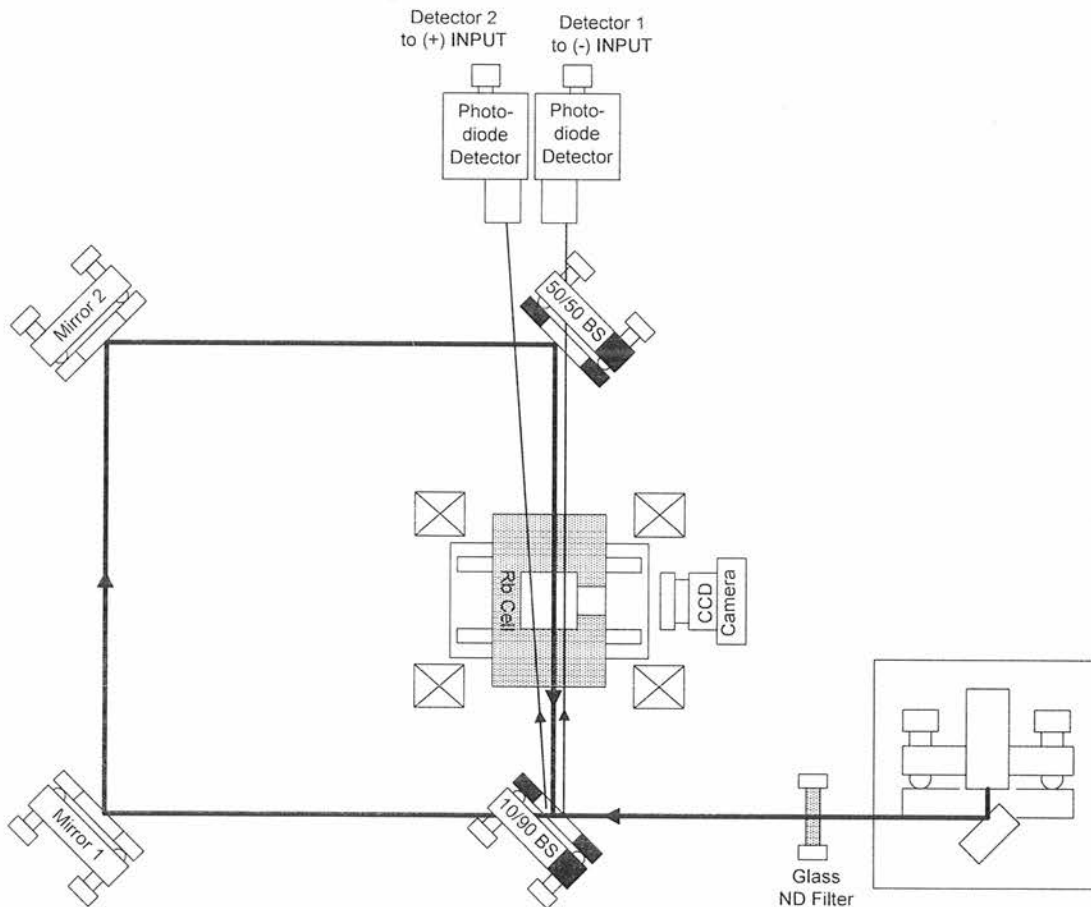 Detector 2
to (+) INPUT
Detector 1
to (-) INPUT
Photo-
diode
Detector
Photo-
diode
Detector
Mirror 2
50/50 BS
Rb Cell
CCD
Camera
Mirror 1
10/90 BS
Glass
ND Filter